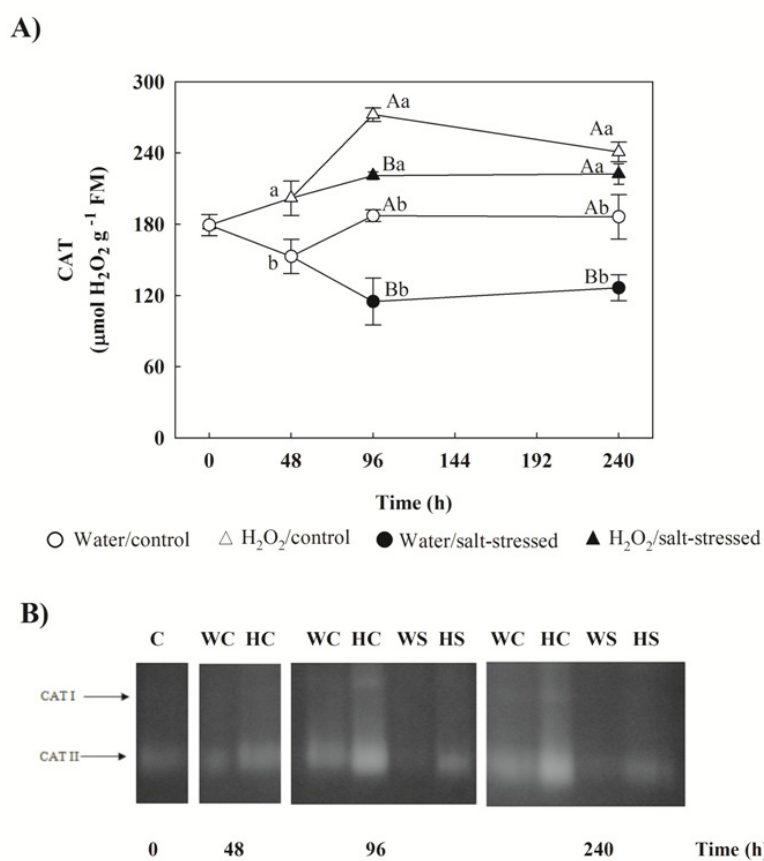 A)
300
240
180
120
60
0
CAT
(μmol H₂O₂ g⁻¹ FM)
a
b
Aa
Ba
Ab
Bb
Aa
Aa
Ab
Bb
0 48 96 144 192 240
Time (h)
Water/control H₂O₂/control Water/salt-stressed H₂O₂/salt-stressed
B)
C WC HC WC HC WS HS WC HC WS HS
CAT I
CAT II
0 48 96 240 Time (h)